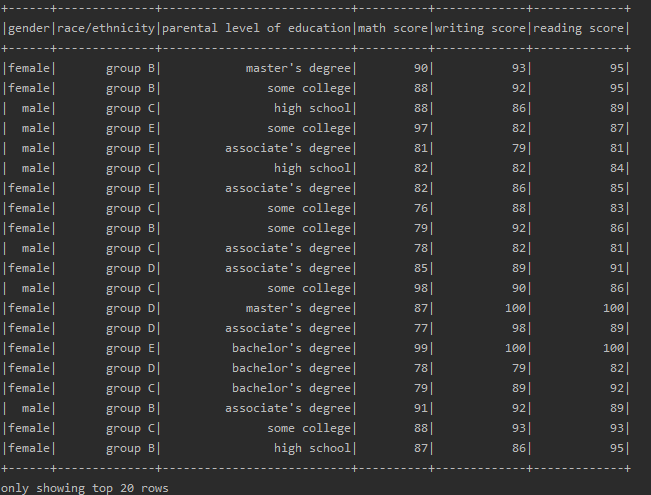 +------+--------------+---------------------------+----------+-------------+-------------+
|gender|race/ethnicity|parental level of education|math score|writing score|reading score|
+------+--------------+---------------------------+----------+-------------+-------------+
|female|       group B|            master's degree|        90|           93|           95|
|female|       group B|               some college|        88|           92|           95|
|  male|       group C|                high school|        88|           86|           89|
|  male|       group E|               some college|        97|           82|           87|
|  male|       group E|         associate's degree|        81|           79|           81|
|  male|       group C|                high school|        82|           82|           84|
|female|       group E|         associate's degree|        82|           86|           85|
|female|       group C|               some college|        76|           88|           83|
|female|       group B|               some college|        79|           92|           86|
|  male|       group C|         associate's degree|        78|           82|           81|
|female|       group D|         associate's degree|        85|           89|           91|
|  male|       group C|               some college|        98|           90|           86|
|female|       group D|            master's degree|        87|          100|          100|
|female|       group D|         associate's degree|        77|           98|           89|
|female|       group E|          bachelor's degree|        99|          100|          100|
|female|       group D|          bachelor's degree|        78|           79|           82|
|female|       group C|          bachelor's degree|        79|           89|           92|
|  male|       group B|         associate's degree|        91|           92|           89|
|female|       group C|               some college|        88|           93|           93|
|female|       group B|                high school|        87|           86|           95|
+------+--------------+---------------------------+----------+-------------+-------------+
only showing top 20 rows